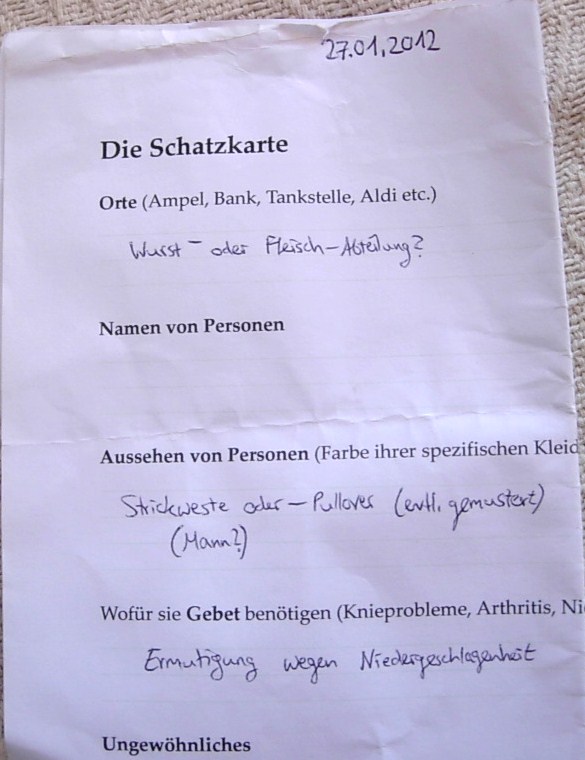 27.01.2012
Die Schatzkarte
Orte (Ampel, Bank, Tankstelle, Aldi etc.)
Wurst- oder Fleisch-Abteilung?
Namen von Personen
Aussehen von Personen (Farbe ihrer spezifischen Kleid
Strickweste oder -Pullover (evtl. gemustert)
(Mann?)
Wofür sie Gebet benötigen (Knieprobleme, Arthritis, Ni
Ermutigung wegen Niedergeschlagenheit
Ungewöhnliches